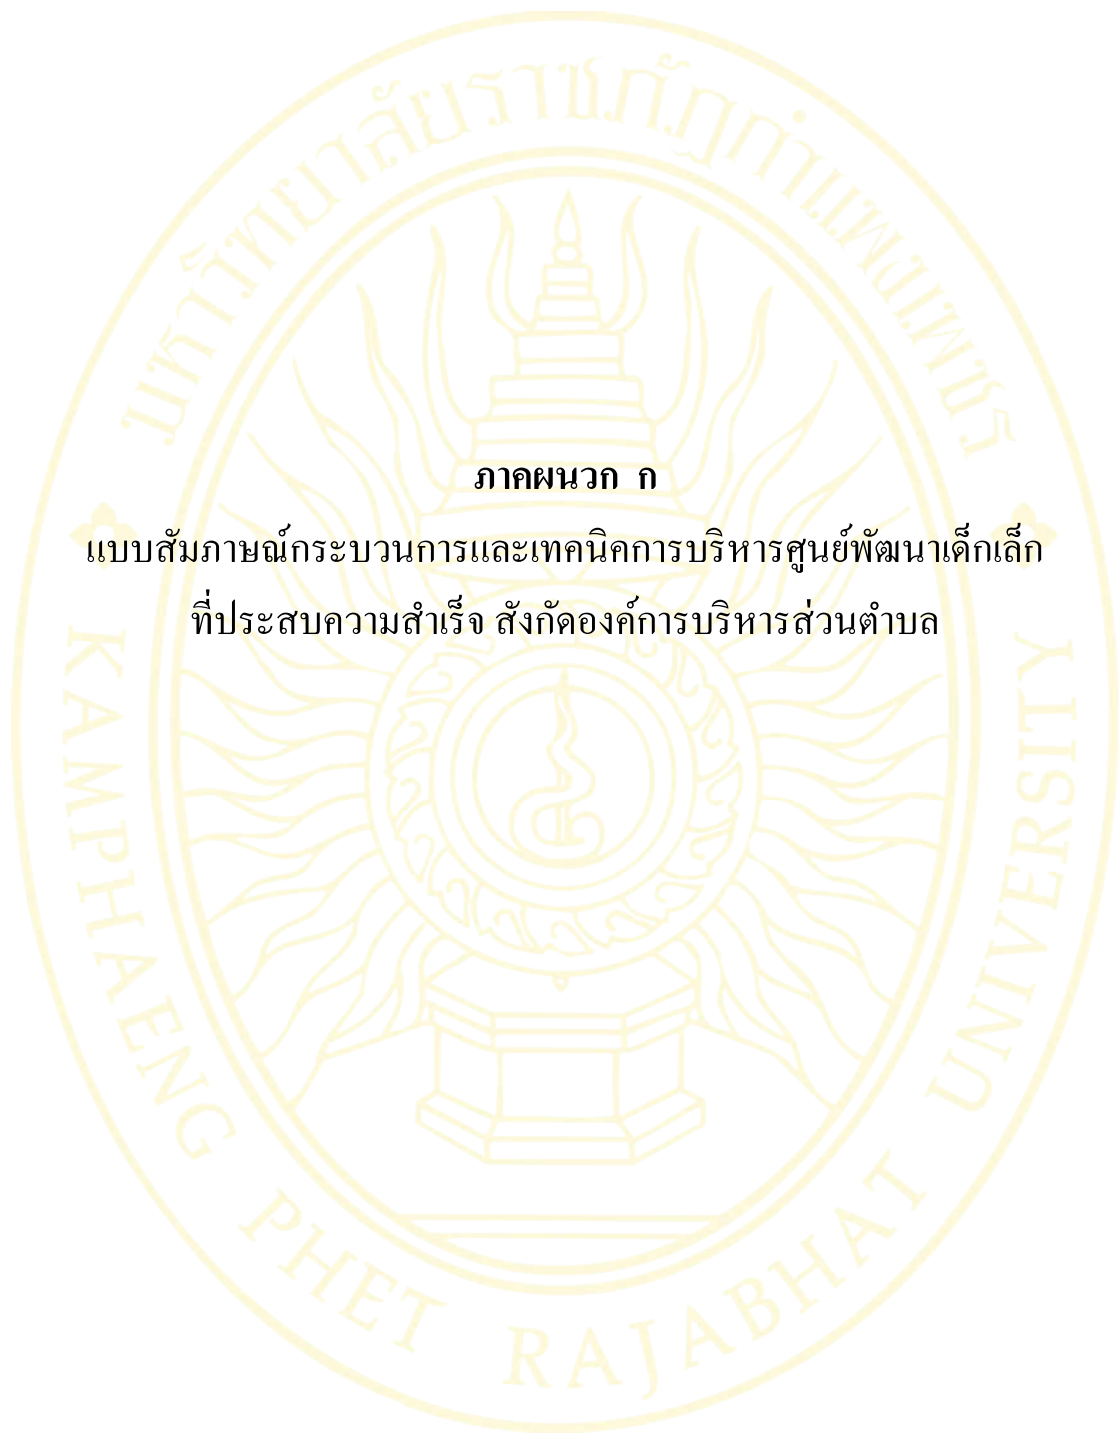 มหาวิทยาลัยราชภัฏกำแพงเพชร
ภาคผนวก ก
แบบสัมภาษณ์กระบวนการและเทคนิคการบริหารศูนย์พัฒนาเด็กเล็ก
ที่ประสบความสำเร็จ สังกัดองค์การบริหารส่วนตำบล
KAMPHAENG PHET RAJABHAT UNIVERSITY